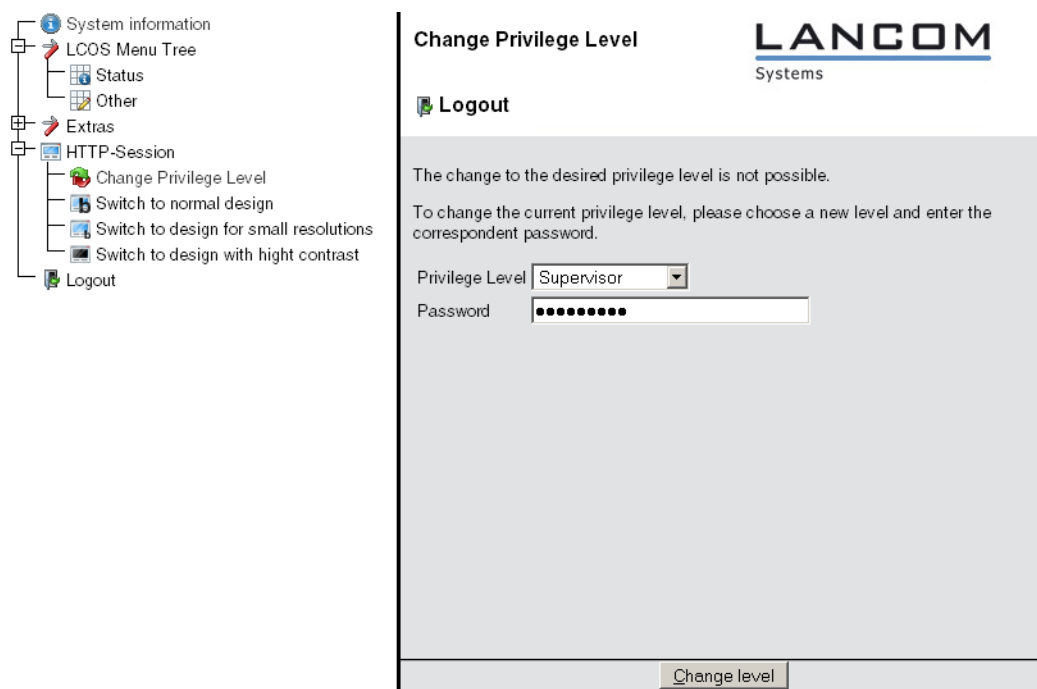 System information
LCOS Menu Tree
Status
Other
Extras
HTTP-Session
Change Privilege Level
Switch to normal design
Switch to design for small resolutions
Switch to design with hight contrast
Logout
Change Privilege Level
LANCOM
Systems
Logout
The change to the desired privilege level is not possible.
To change the current privilege level, please choose a new level and enter the
correspondent password.
Privilege Level Supervisor
Password ●●●●●●●●●
Change level